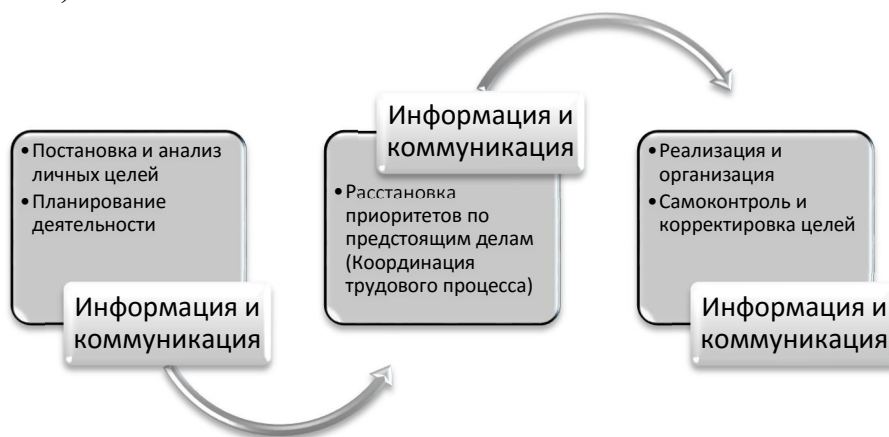 • Постановка и анализ
личных целей
• Планирование
деятельности
Информация и
коммуникация
Информация и
коммуникация
• Расстановка
приоритетов по
предстоящим делам
(Координация
трудового процесса)
• Реализация и
организация
• Самоконтроль и
корректировка целей
Информация и
коммуникация